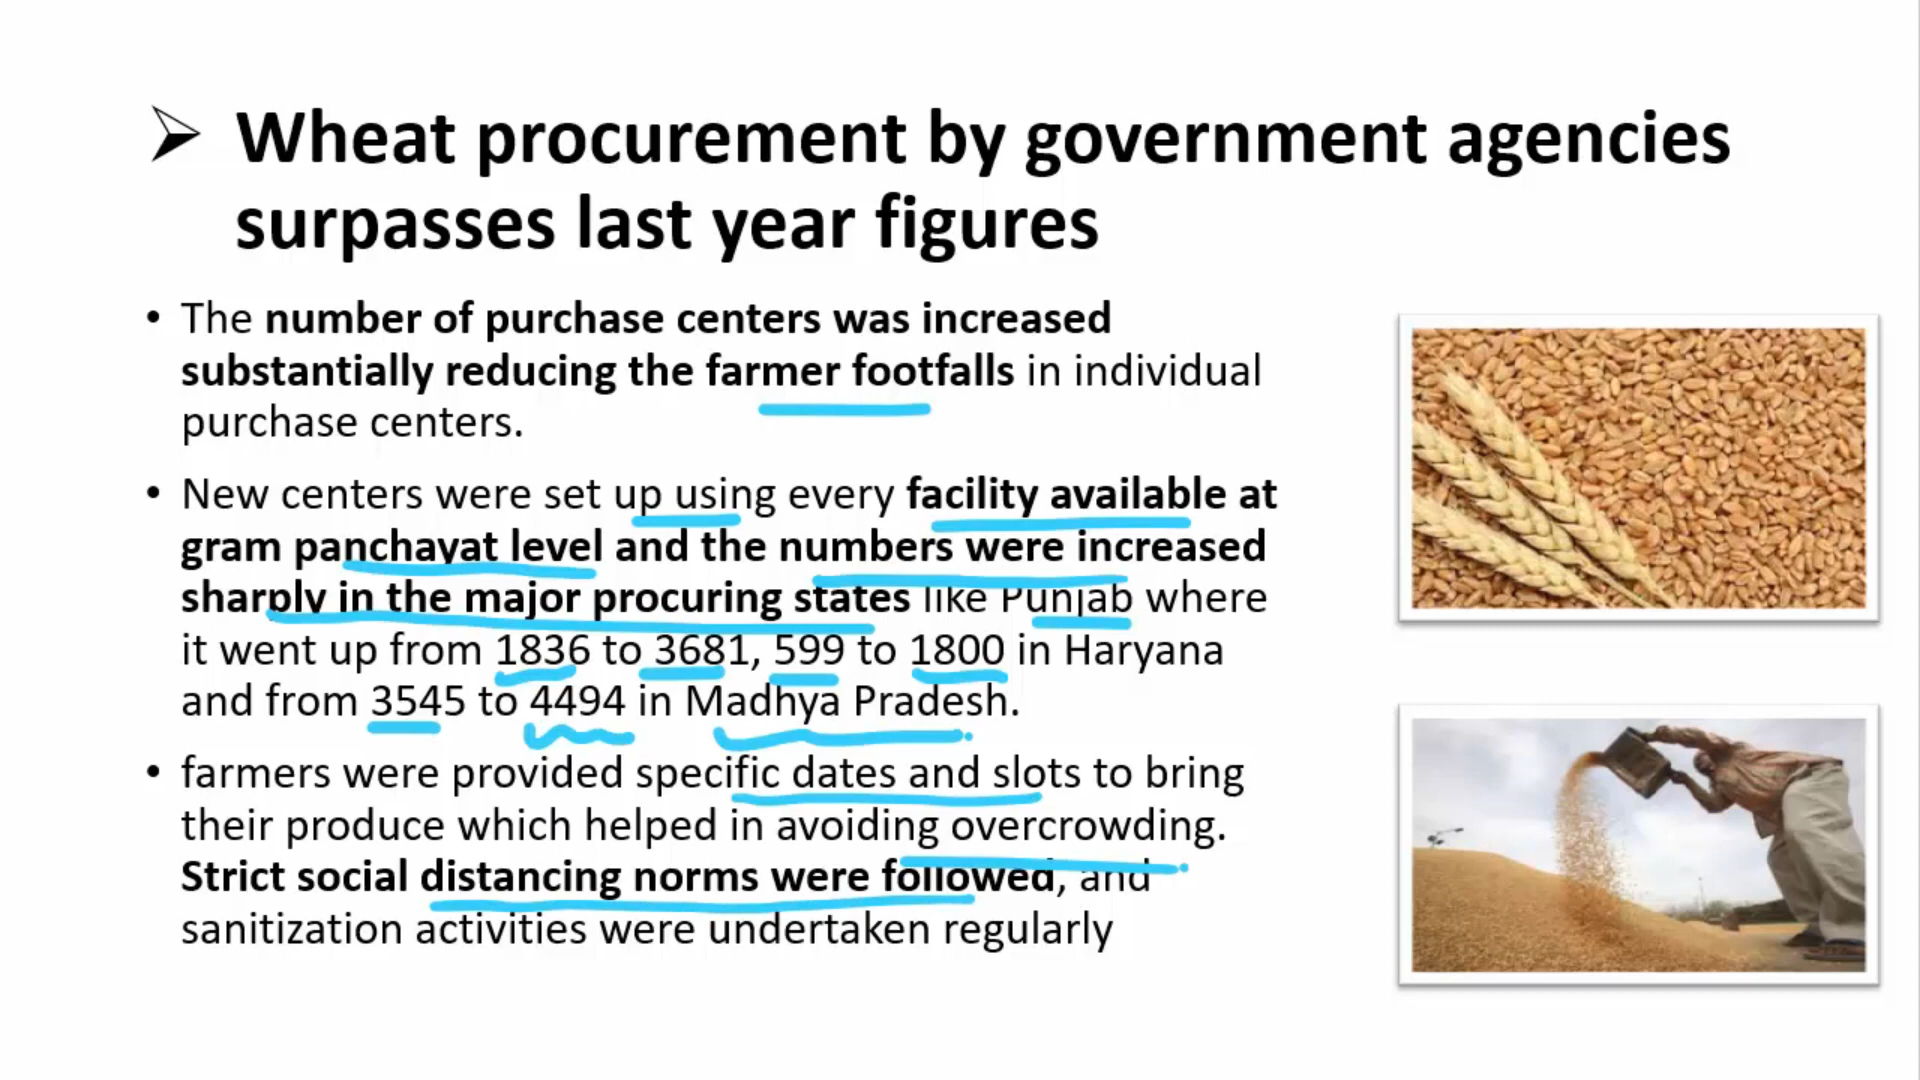 Wheat procurement by government agencies
surpasses last year figures
• The number of purchase centers was increased
substantially reducing the farmer footfalls in individual
purchase centers.
• New centers were set up using every facility available at
gram panchayat level and the numbers were increased
sharply in the major procuring states like Punjab where
it went up from 1836 to 3681, 599 to 1800 in Haryana
and from 3545 to 4494 in Madhya Pradesh.
• farmers were provided specific dates and slots to bring
their produce which helped in avoiding overcrowding.
Strict social distancing norms were followed, and
sanitization activities were undertaken regularly